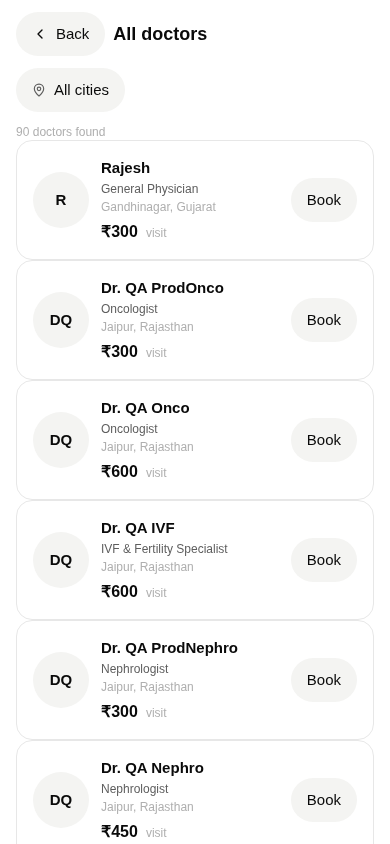 Back
All doctors
All cities
90 doctors found
R
Rajesh
General Physician
Gandhinagar, Gujarat
₹300 visit
Book
DQ
Dr. QA ProdOnco
Oncologist
Jaipur, Rajasthan
₹300 visit
Book
DQ
Dr. QA Onco
Oncologist
Jaipur, Rajasthan
₹600 visit
Book
DQ
Dr. QA IVF
IVF & Fertility Specialist
Jaipur, Rajasthan
₹600 visit
Book
DQ
Dr. QA ProdNephro
Nephrologist
Jaipur, Rajasthan
₹300 visit
Book
DQ
Dr. QA Nephro
Nephrologist
Jaipur, Rajasthan
₹450 visit
Book